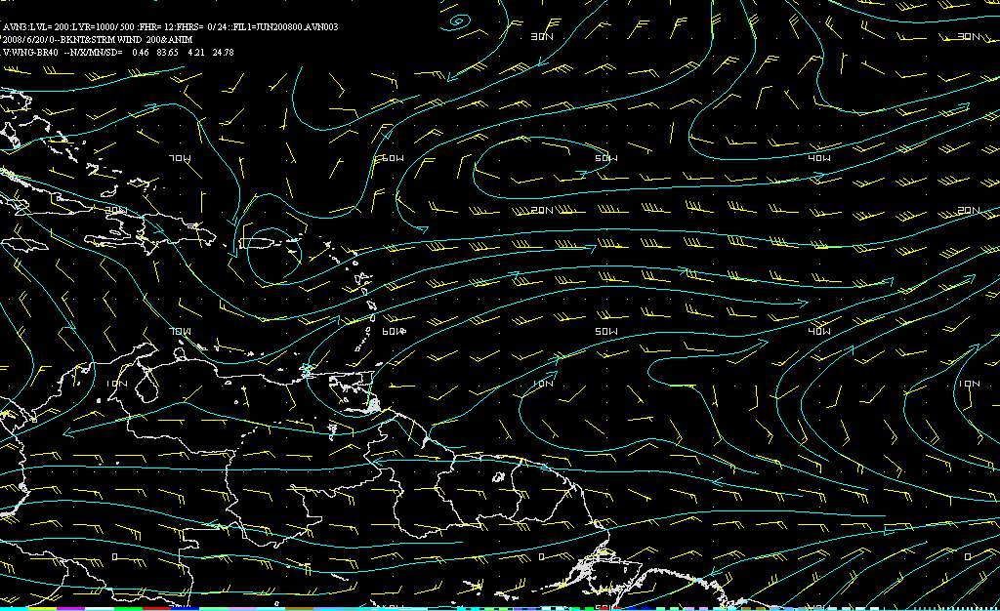 AVN3:LVL= 200:LYR=1000/ 500 :FHR= 12:FHRS= 0/ 24::FIL1=JUN200800.AVN003
2008/ 6/20/ 0--BKNT&STRM WIND 200& ANIM
V:WNG-BR40 --N/X/MN/SD= 0.46 83.65 4.21 24.78
30N 30N
70W 60W 50W 40W
20N 20N 20N
70W 60W 50W 40W
10N 10N 10N
0 0 0